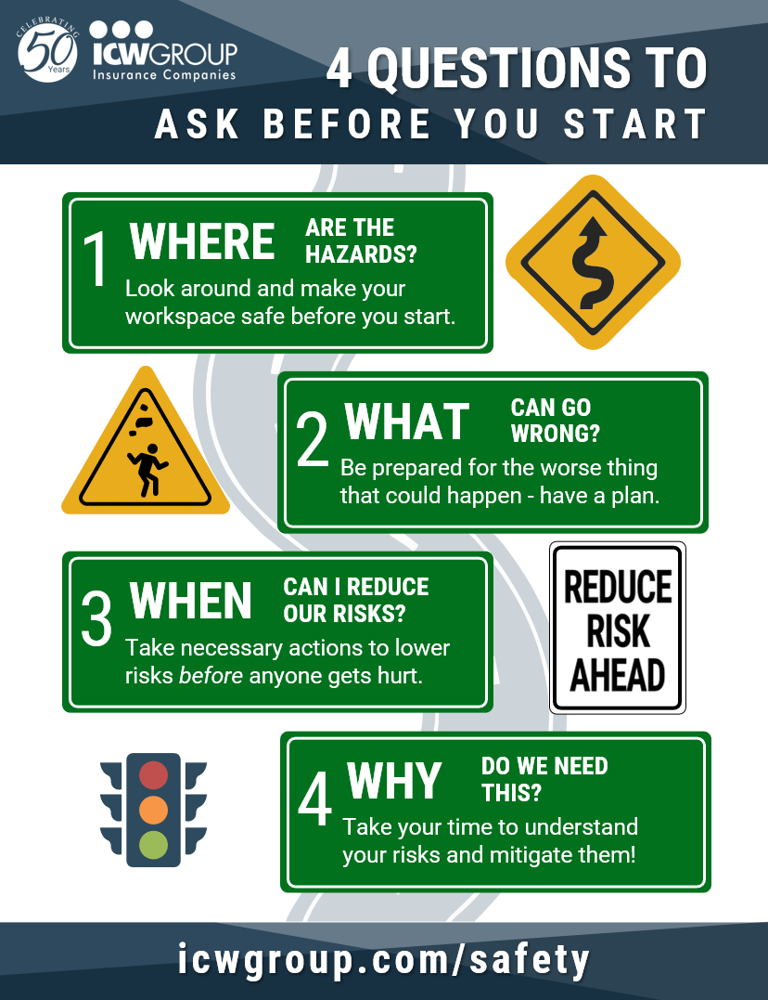 CELEBRATING
50
Years
ICWGROUP
Insurance Companies
4 QUESTIONS TO
ASK BEFORE YOU START
1 WHERE ARE THE
HAZARDS?
Look around and make your
workspace safe before you start.
2 WHAT CAN GO
WRONG?
Be prepared for the worse thing
that could happen - have a plan.
3 WHEN CAN I REDUCE
OUR RISKS?
Take necessary actions to lower
risks before anyone gets hurt.
REDUCE
RISK
AHEAD
4 WHY DO WE NEED
THIS?
Take your time to understand
your risks and mitigate them!
icwgroup.com/safety